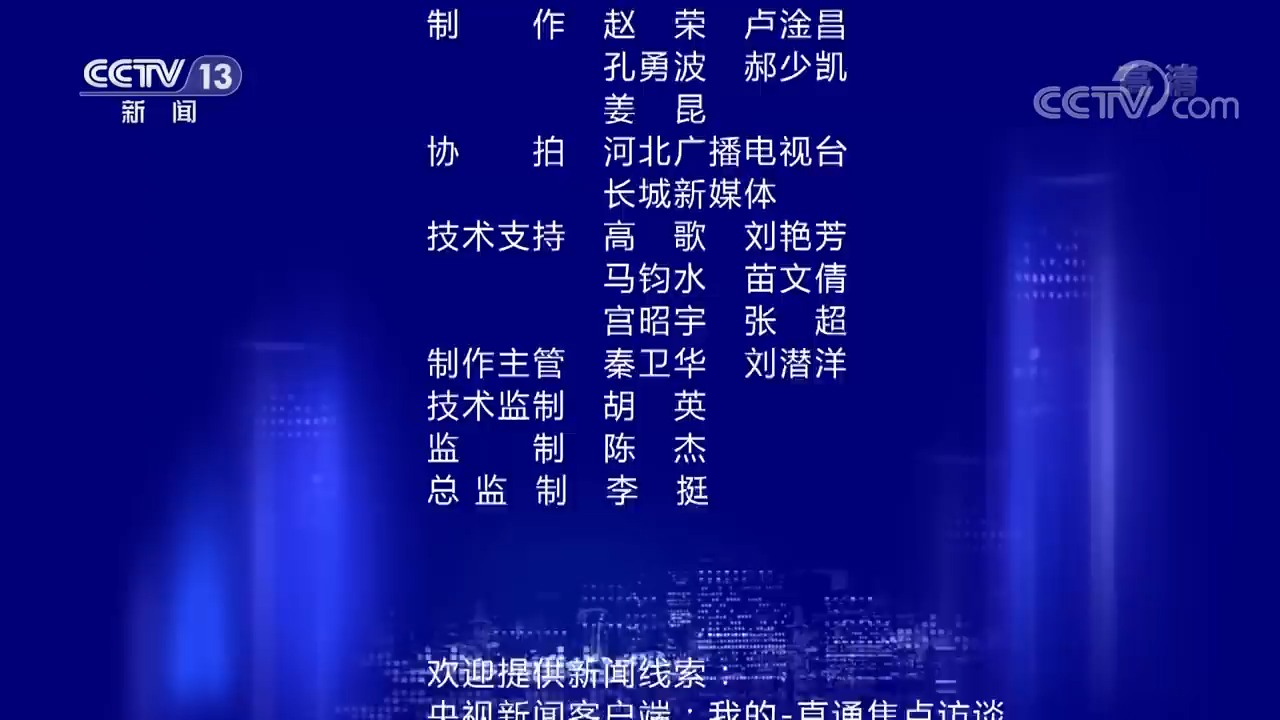 制作 赵荣 卢淦昌
CCTV 13
新闻
孔勇波 郝少凯
高清
CCTV.com
姜昆
协拍 河北广播电视台
长城新媒体
技术支持 高歌 刘艳芳
马钧水 苗文倩
宫昭宇 张超
制作主管 秦卫华 刘潜洋
技术监制 胡英
监制 陈杰
总监制 李挺
欢迎提供新闻线索：
央视新闻客户端：我的-直通焦点访谈